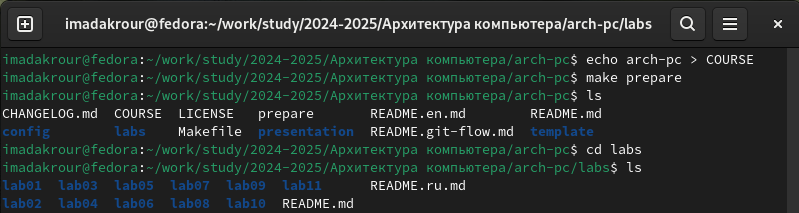 imadakrour@fedora:~/work/study/2024-2025/Архитектура компьютера/arch-pc/labs
imadakrour@fedora:~/work/study/2024-2025/Архитектура компьютера/arch-pc$ echo arch-pc > COURSE
imadakrour@fedora:~/work/study/2024-2025/Архитектура компьютера/arch-pc$ make prepare
imadakrour@fedora:~/work/study/2024-2025/Архитектура компьютера/arch-pc$ ls
CHANGELOG.md  COURSE  LICENSE   prepare       README.en.md        README.md
config        labs    Makefile  presentation  README.git-flow.md  template
imadakrour@fedora:~/work/study/2024-2025/Архитектура компьютера/arch-pc$ cd labs
imadakrour@fedora:~/work/study/2024-2025/Архитектура компьютера/arch-pc/labs$ ls
lab01  lab03  lab05  lab07  lab09  lab11      README.ru.md
lab02  lab04  lab06  lab08  lab10  README.md